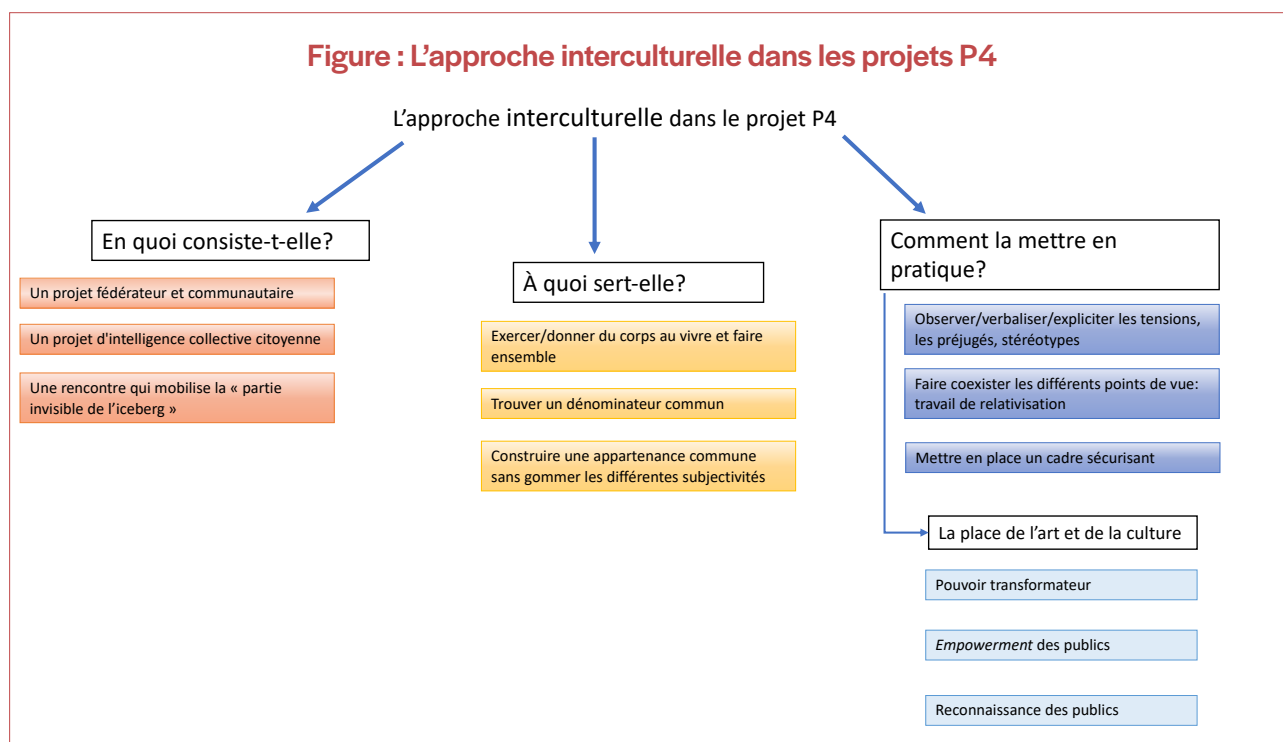 Figure : L’approche interculturelle dans les projets P4
L’approche interculturelle dans le projet P4
En quoi consiste-t-elle?
Un projet fédérateur et communautaire
Un projet d'intelligence collective citoyenne
Une rencontre qui mobilise la « partie
invisible de l’iceberg »
À quoi sert-elle?
Exercer/donner du corps au vivre et faire
ensemble
Trouver un dénominateur commun
Construire une appartenance commune
sans gommer les différentes subjectivités
Comment la mettre en
pratique?
Observer/verbaliser/expliciter les tensions,
les préjugés, stéréotypes
Faire coexister les différents points de vue:
travail de relativisation
Mettre en place un cadre sécurisant
La place de l’art et de la culture
Pouvoir transformateur
Empowerment des publics
Reconnaissance des publics